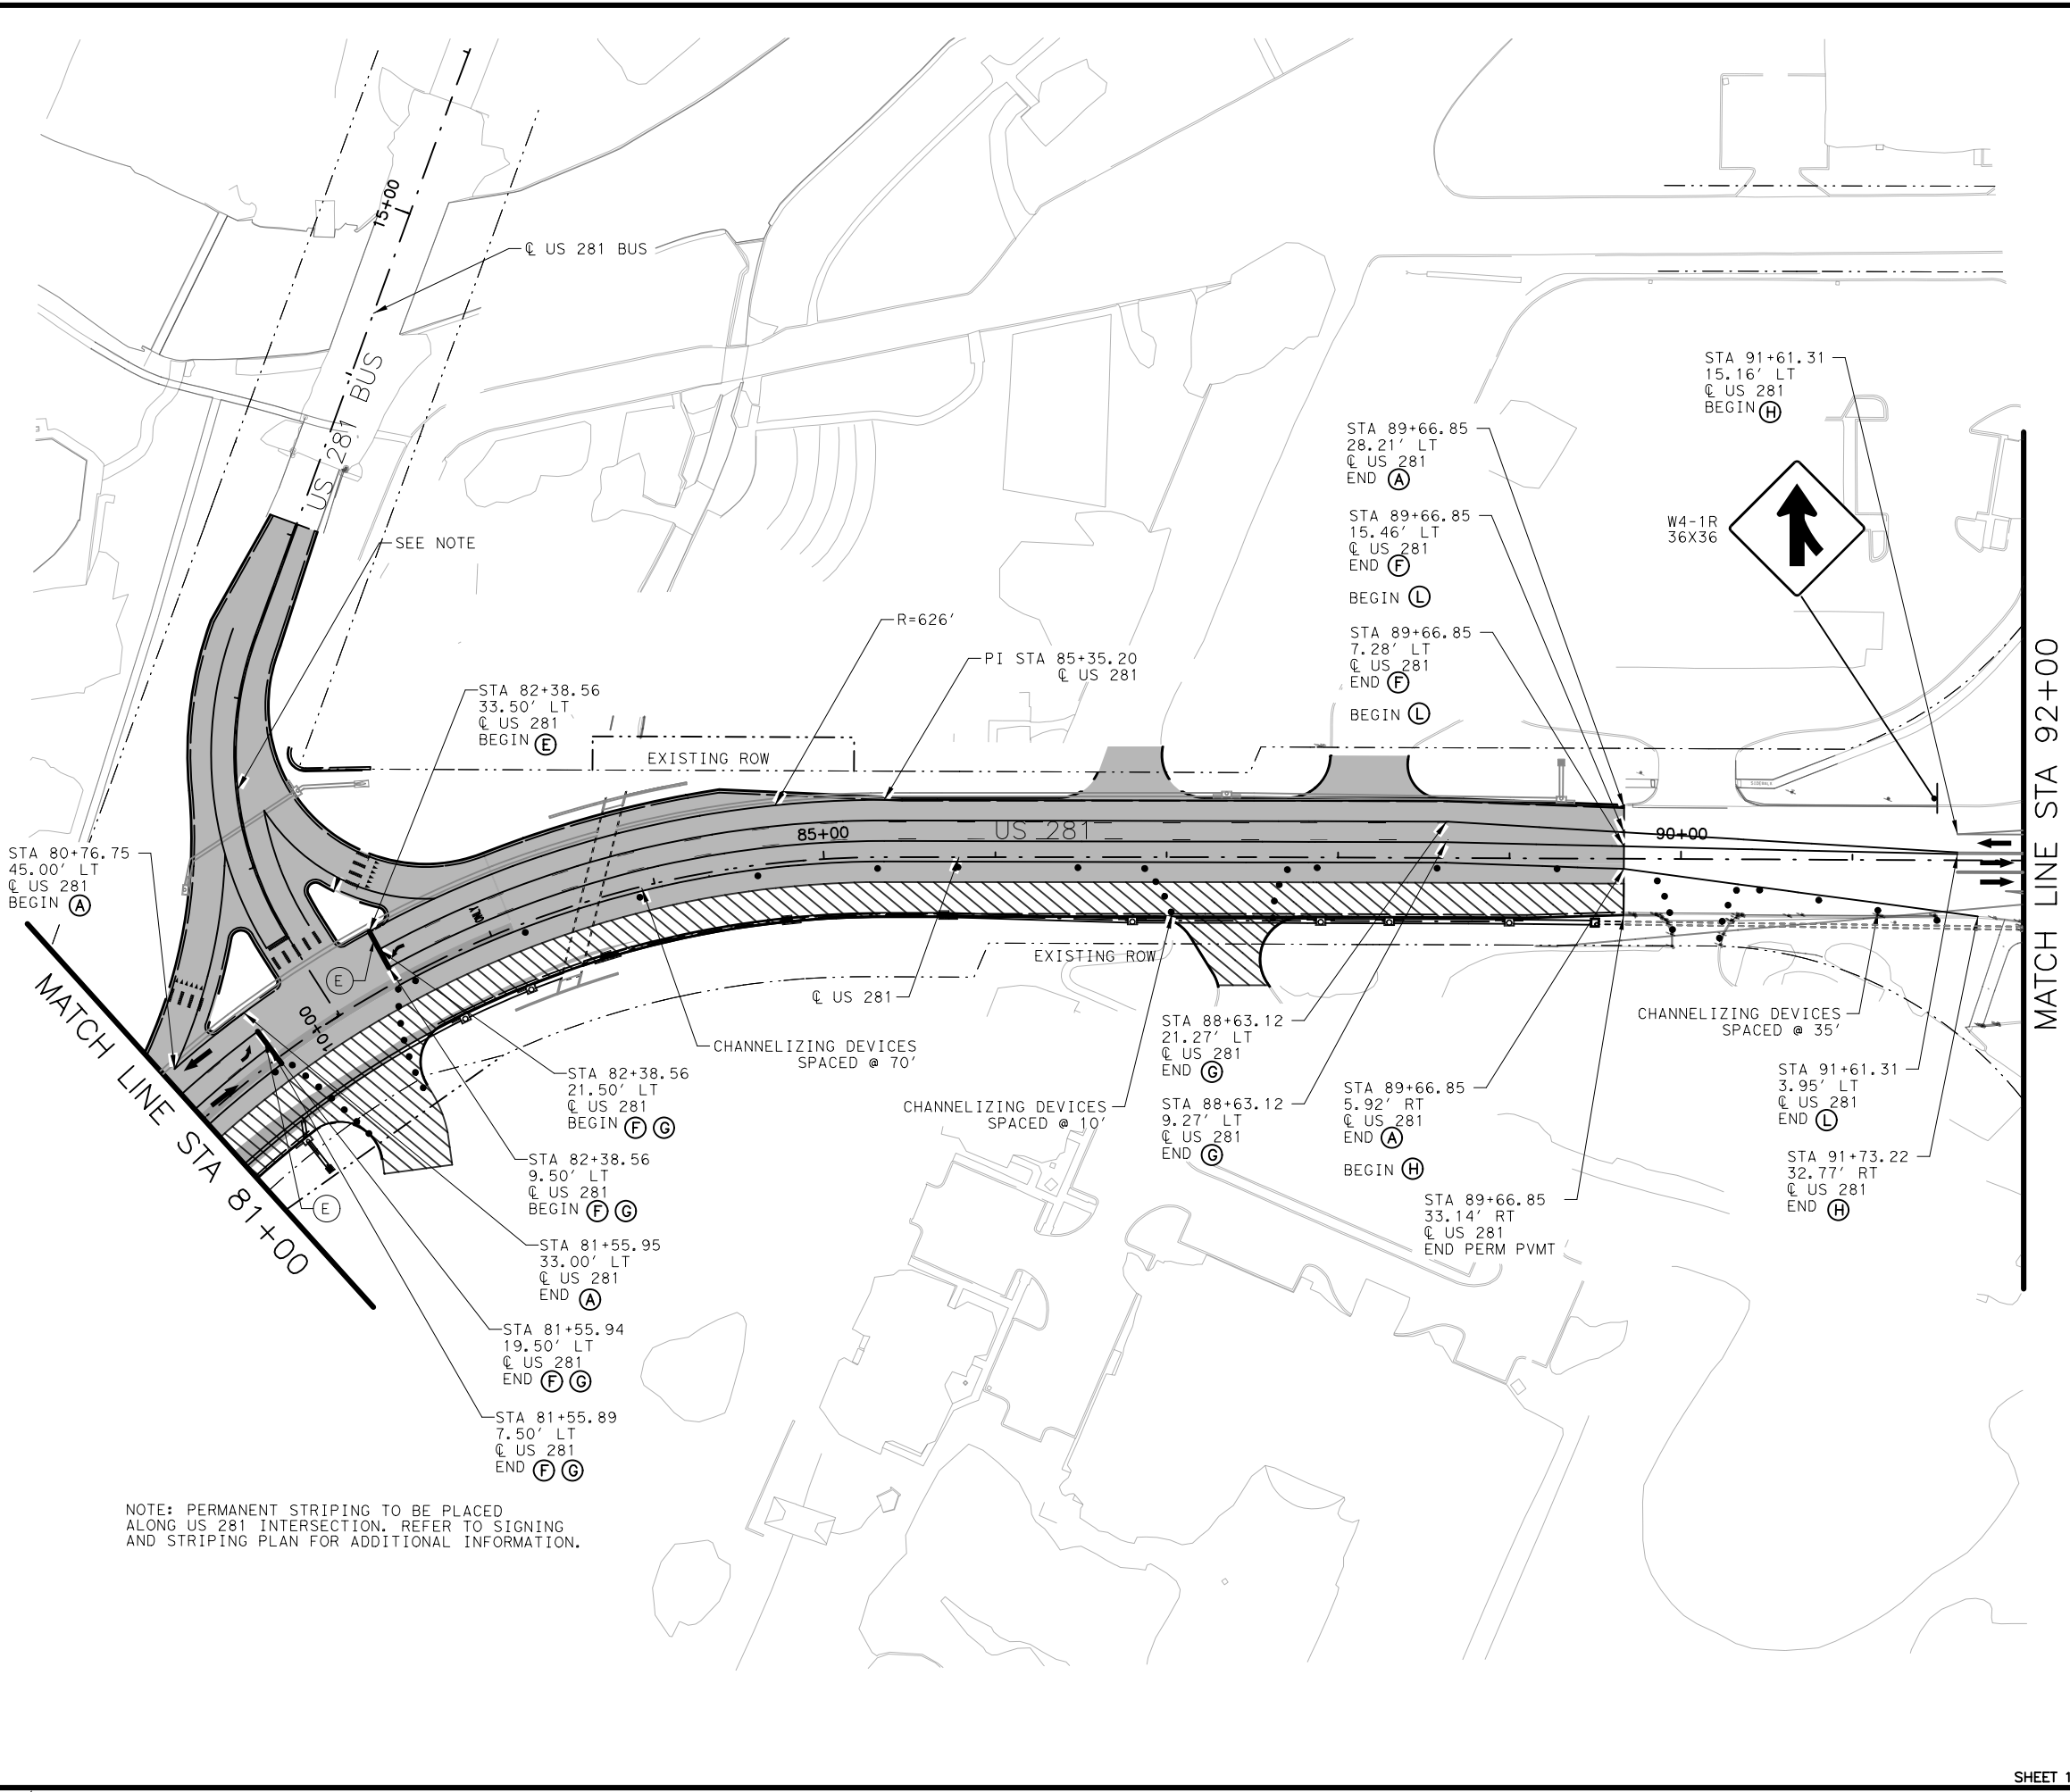 15+00
℄ US 281 BUS
US 281 BUS
SEE NOTE
STA 91+61.31
15.16' LT
℄ US 281
BEGIN Ⓗ
STA 89+66.85
28.21' LT
℄ US 281
END Ⓐ
STA 89+66.85
15.46' LT
℄ US 281
END Ⓕ
BEGIN Ⓛ
STA 89+66.85
7.28' LT
℄ US 281
END Ⓕ
BEGIN Ⓛ
W4-1R
36X36
R=626'
PI STA 85+35.20
℄ US 281
STA 82+38.56
33.50' LT
℄ US 281
BEGIN Ⓔ
EXISTING ROW
MATCH LINE STA 92+00
SIDEWALK
85+00
US 281
90+00
STA 80+76.75
45.00' LT
℄ US 281
BEGIN Ⓐ
ONLY
Ⓔ
10+00
MATCH LINE STA 81+00
EXISTING ROW
℄ US 281
CHANNELIZING DEVICES
SPACED @ 70'
CHANNELIZING DEVICES
SPACED @ 35'
STA 88+63.12
21.27' LT
℄ US 281
END Ⓖ
STA 82+38.56
21.50' LT
℄ US 281
BEGIN Ⓕ Ⓖ
CHANNELIZING DEVICES
SPACED @ 10'
STA 88+63.12
9.27' LT
℄ US 281
END Ⓖ
STA 89+66.85
5.92' RT
℄ US 281
END Ⓐ
BEGIN Ⓗ
STA 91+61.31
3.95' LT
℄ US 281
END Ⓛ
STA 91+73.22
32.77' RT
℄ US 281
END Ⓗ
STA 82+38.56
9.50' LT
℄ US 281
BEGIN Ⓕ Ⓖ
STA 89+66.85
33.14' RT
℄ US 281
END PERM PVMT
Ⓔ
STA 81+55.95
33.00' LT
℄ US 281
END Ⓐ
STA 81+55.94
19.50' LT
℄ US 281
END Ⓕ Ⓖ
STA 81+55.89
7.50' LT
℄ US 281
END Ⓕ Ⓖ
NOTE: PERMANENT STRIPING TO BE PLACED
ALONG US 281 INTERSECTION. REFER TO SIGNING
AND STRIPING PLAN FOR ADDITIONAL INFORMATION.
SHEET 1